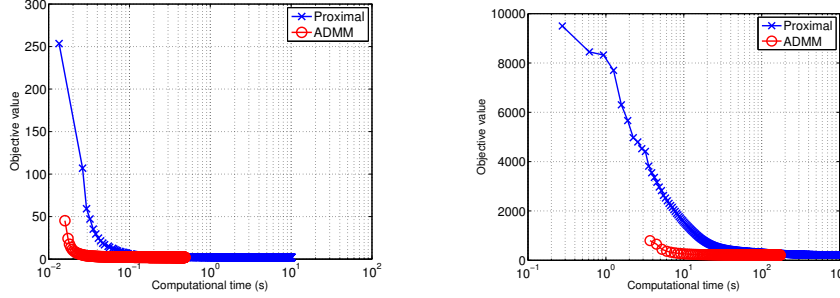 300
250
200
150
100
50
0
Objective value
10^-2
10^-1
10^0
10^1
10^2
Computational time (s)
Proximal
ADMM
10000
8000
6000
4000
2000
0
Objective value
10^-1
10^0
10^1
10^2
10^3
Computational time (s)
Proximal
ADMM